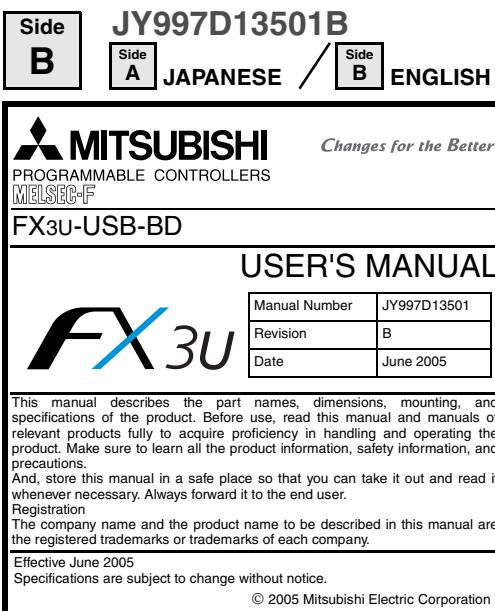 Side
B
JY997D13501B
Side
A
JAPANESE
Side
B
ENGLISH
MITSUBISHI
Changes for the Better
PROGRAMMABLE CONTROLLERS
MELSEC-F
FX3U-USB-BD
USER'S MANUAL
FX3U
Manual Number JY997D13501
Revision B
Date June 2005
This manual describes the part names, dimensions, mounting, and
specifications of the product. Before use, read this manual and manuals of
relevant products fully to acquire proficiency in handling and operating the
product. Make sure to learn all the product information, safety information, and
precautions.
And, store this manual in a safe place so that you can take it out and read it
whenever necessary. Always forward it to the end user.
Registration
The company name and the product name to be described in this manual are
the registered trademarks or trademarks of each company.
Effective June 2005
Specifications are subject to change without notice.
© 2005 Mitsubishi Electric Corporation